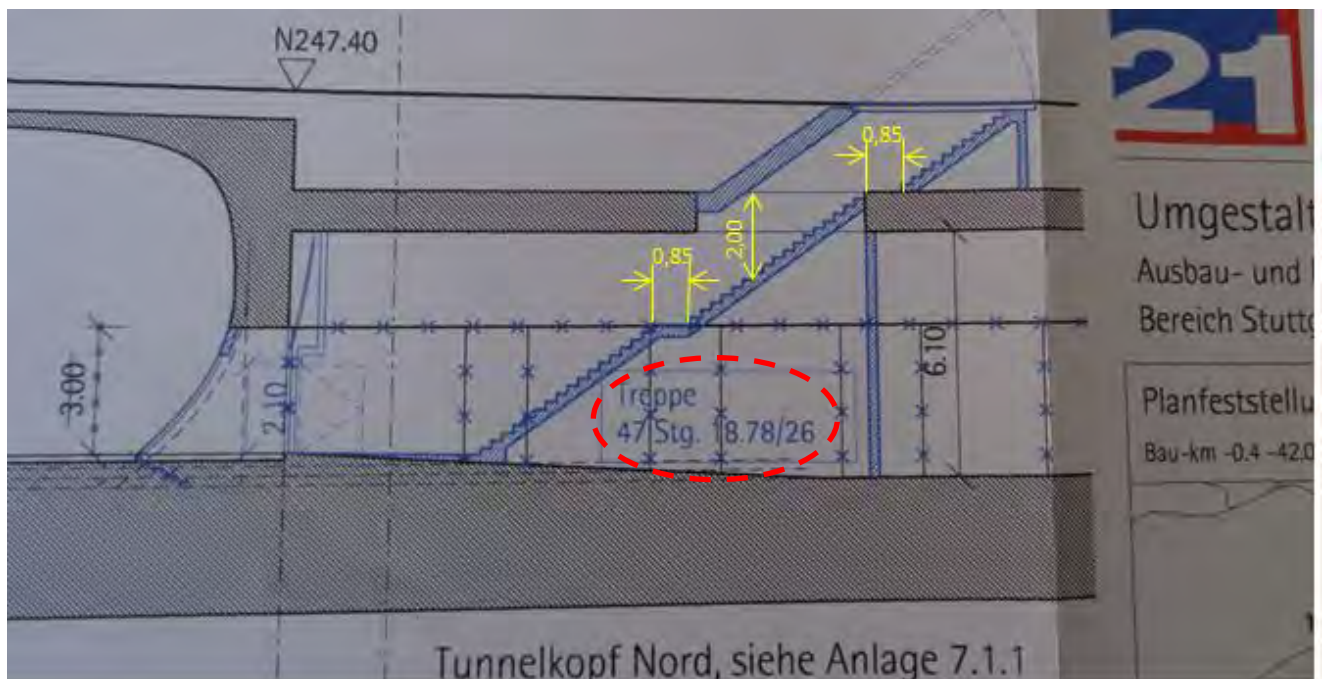 N247.40
21
0,85
2,00
0,85
3.00
2.10
6.10
Treppe
47 Stg. 18.78/26
Umgestalt
Ausbau- und
Bereich Stuttg
Planfeststellu
Bau-km -0.4 -42.0
Tunnelkopf Nord, siehe Anlage 7.1.1